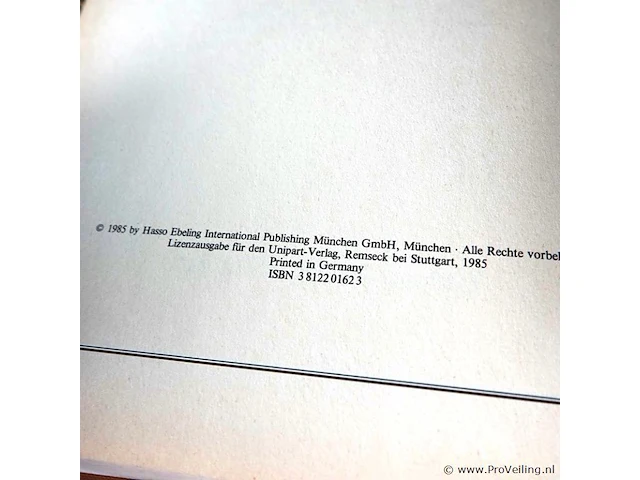 © 1985 by Hasso Ebeling International Publishing München GmbH, München · Alle Rechte
Lizenzausgabe für den Unipart-Verlag, Remseck bei Stuttgart, 1985
Printed in Germany
ISBN 3 8122 0162 3
© www.ProVeiling.nl